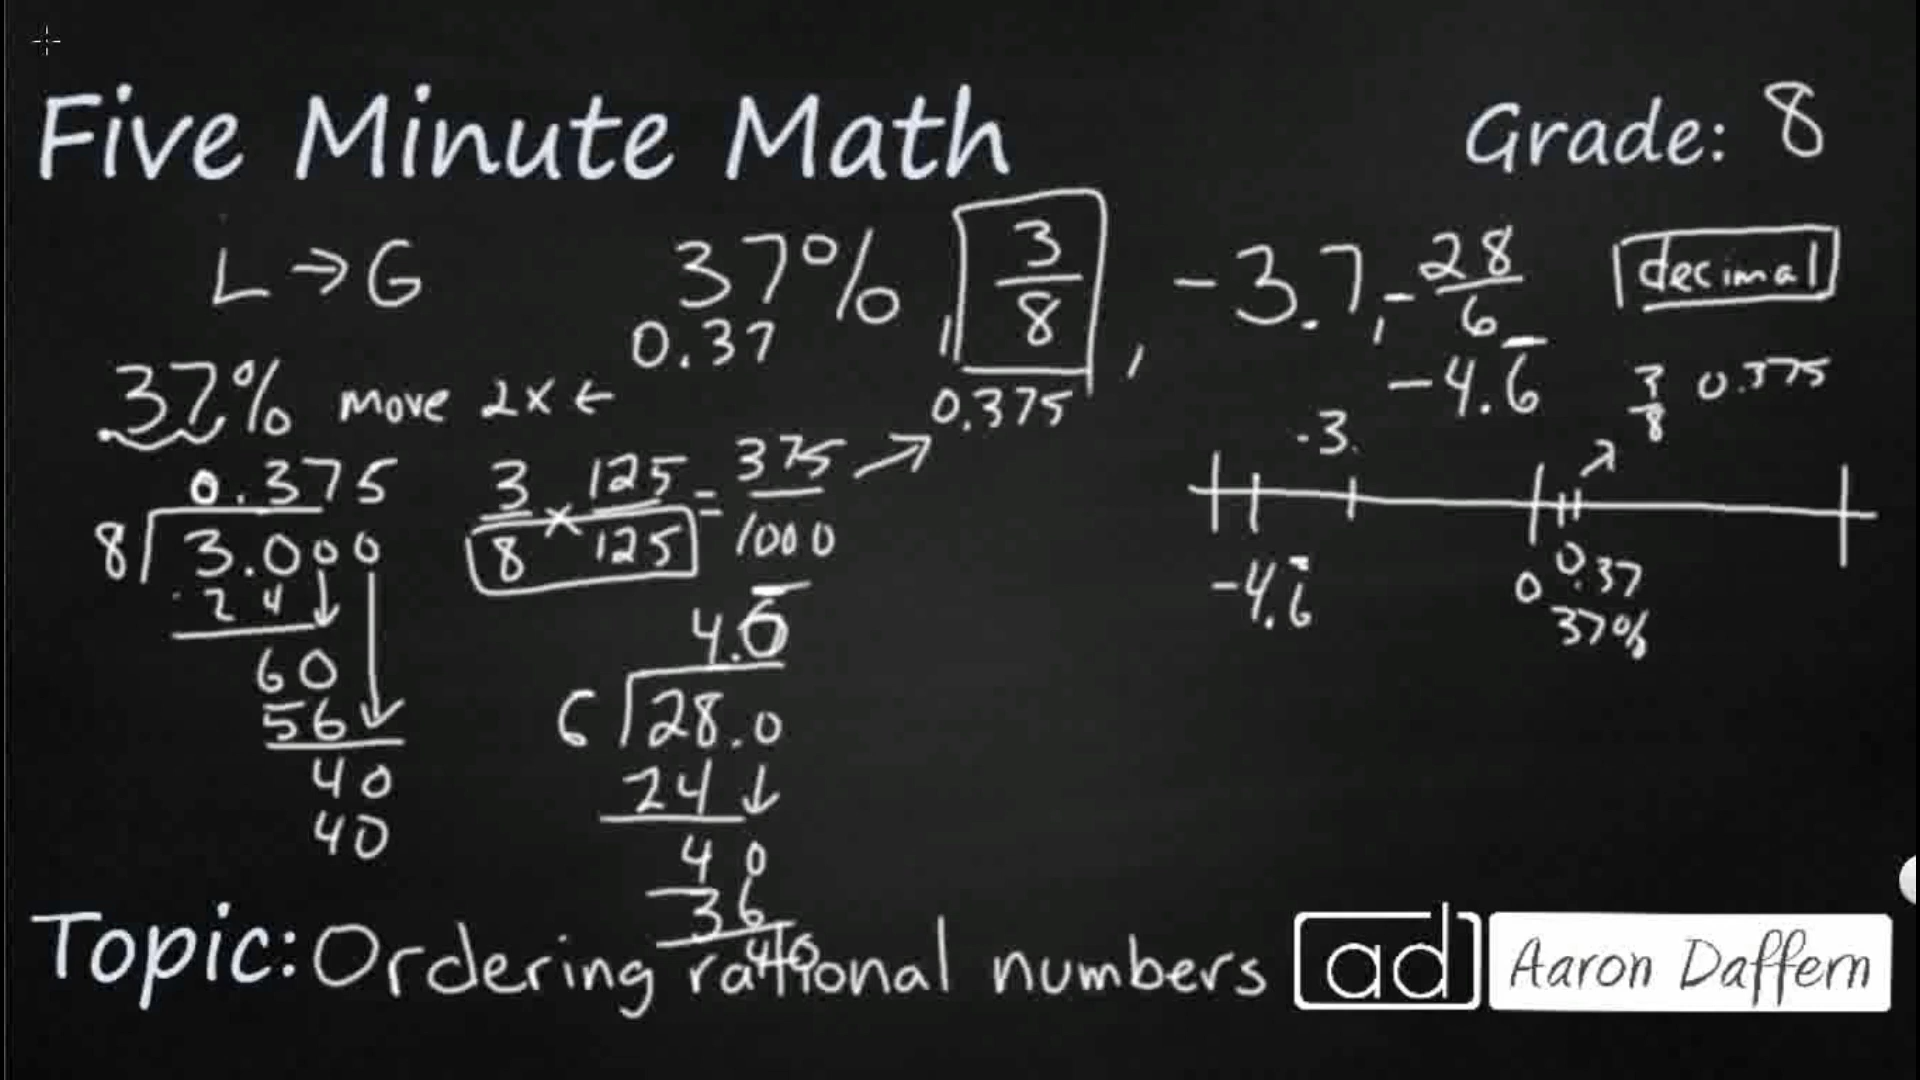 Five Minute Math
Grade: 8
L → G
37% , 3/8 , -3.7, -28/6
decimal
0.37
0.375
-4.6̅
3/8 0.375
37% move 2x ←
0.375
8 3.000
24
60
56
40
40
3/8 × 125/125 = 375/1000
4.6̅
6 28.0
24
40
36
40
-3.
-4.6̅
0
0.37
37%
Topic: Ordering rational numbers
ad Aaron Daffern